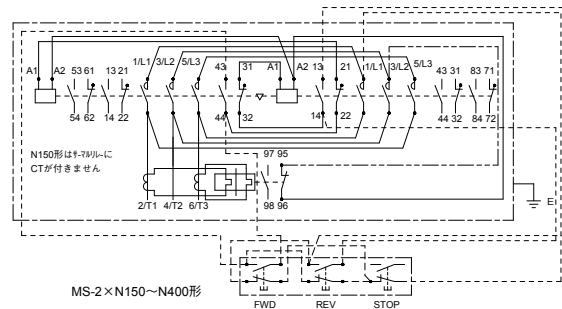 A1 A2 53 61 13 21 1/L1 3/L2 5/L3 43 31 A1 A2 13 21 1/L1 3/L2 5/L3 43 31 83 71
54 62 14 22 44 32 14 22 44 32 84 72
N150形はサーマルリレーに
CTが付きません
97 95
2/T1 4/T2 6/T3 98 96
E
MS-2×N150～N400形
FWD REV STOP